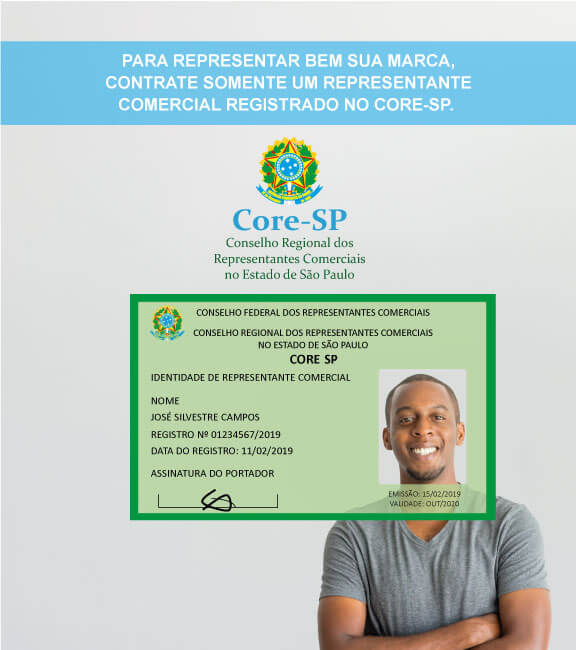 PARA REPRESENTAR BEM SUA MARCA,
CONTRATE SOMENTE UM REPRESENTANTE
COMERCIAL REGISTRADO NO CORE-SP.
Core-SP
Conselho Regional dos
Representantes Comerciais
no Estado de São Paulo
CONSELHO FEDERAL DOS REPRESENTANTES COMERCIAIS
CONSELHO REGIONAL DOS REPRESENTANTES COMERCIAIS
NO ESTADO DE SÃO PAULO
CORE SP
IDENTIDADE DE REPRESENTANTE COMERCIAL
NOME
JOSÉ SILVESTRE CAMPOS
REGISTRO Nº 01234567/2019
DATA DO REGISTRO: 11/02/2019
ASSINATURA DO PORTADOR
EMISSÃO: 15/02/2019
VALIDADE: OUT/2020